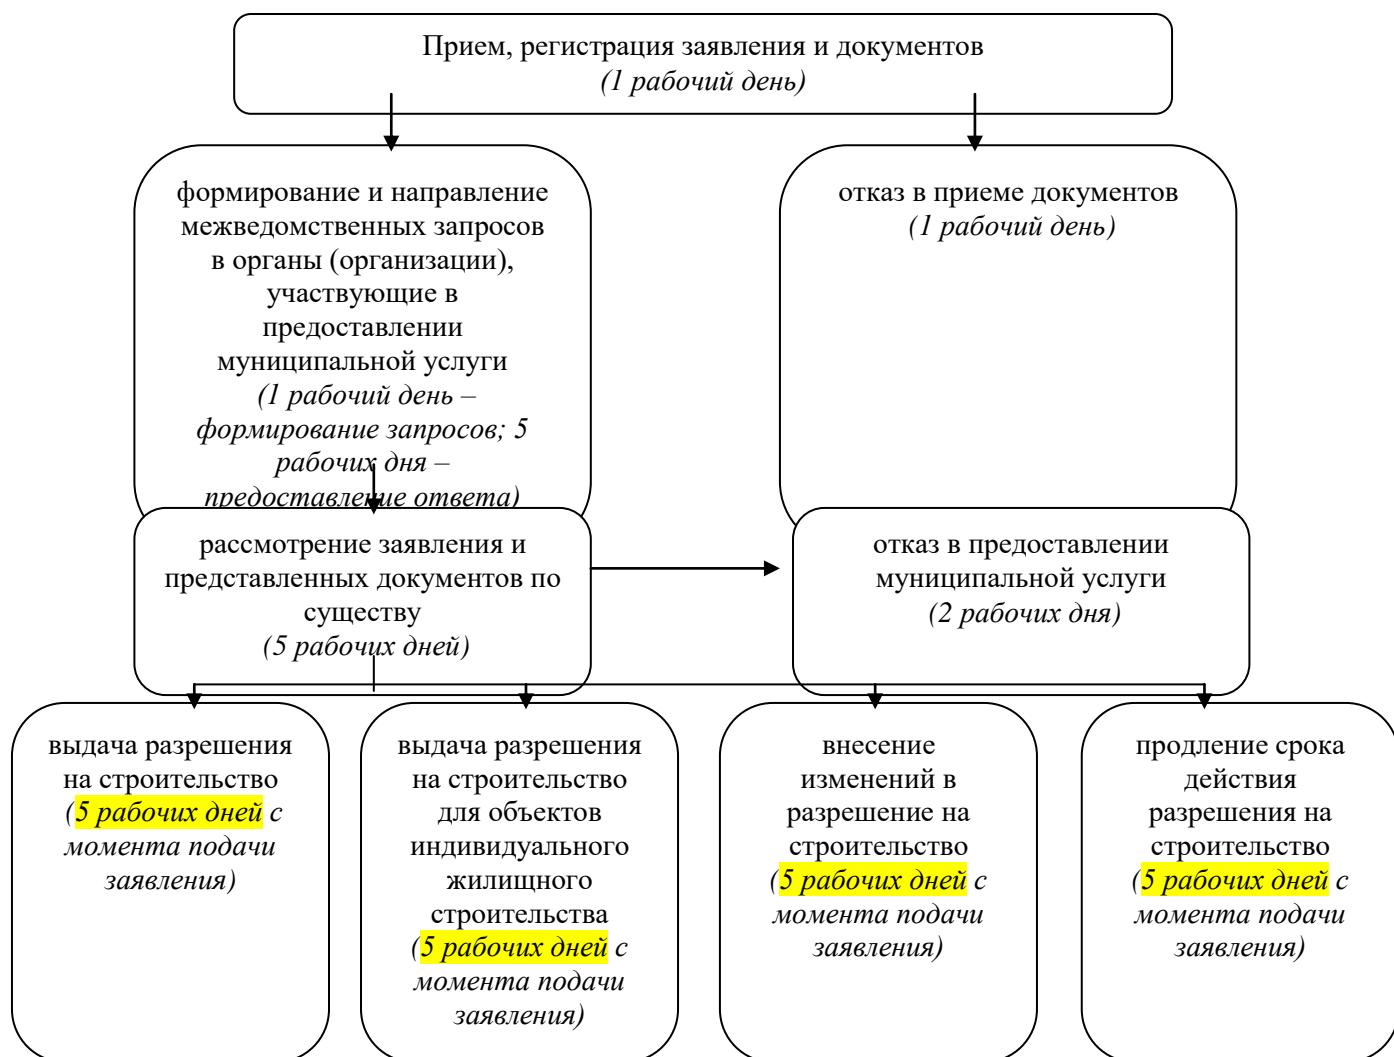 Прием, регистрация заявления и документов
(1 рабочий день)
формирование и направление
межведомственных запросов
в органы (организации),
участвующие в
предоставлении
муниципальной услуги
(1 рабочий день –
формирование запросов; 5
рабочих дня –
предоставление ответа)
отказ в приеме документов
(1 рабочий день)
рассмотрение заявления и
представленных документов по
существу
(5 рабочих дней)
отказ в предоставлении
муниципальной услуги
(2 рабочих дня)
выдача разрешения
на строительство
(5 рабочих дней с
момента подачи
заявления)
выдача разрешения
на строительство
для объектов
индивидуального
жилищного
строительства
(5 рабочих дней с
момента подачи
заявления)
внесение
изменений в
разрешение на
строительство
(5 рабочих дней с
момента подачи
заявления)
продление срока
действия
разрешения на
строительство
(5 рабочих дней с
момента подачи
заявления)